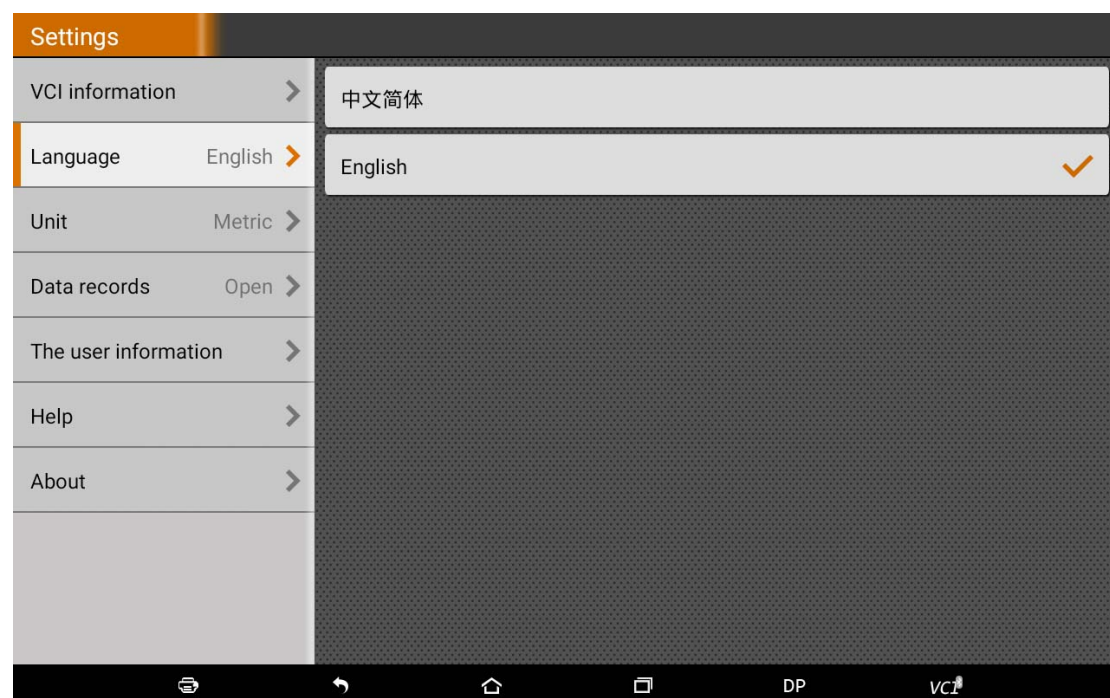 Settings
VCI information
Language English
Unit Metric
Data records Open
The user information
Help
About
中文简体
English
DP
VCI